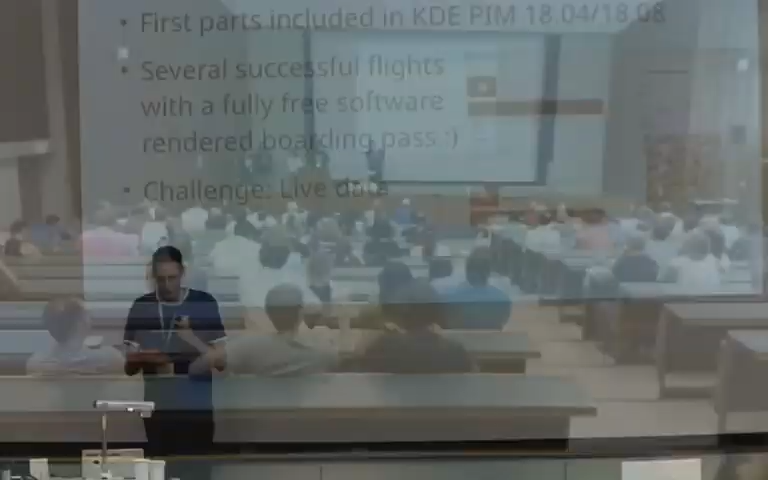 • First parts included in KDE PIM 18.04/18.08
• Several successful flights
with a fully free software
rendered boarding pass :)
• Challenge: Live data